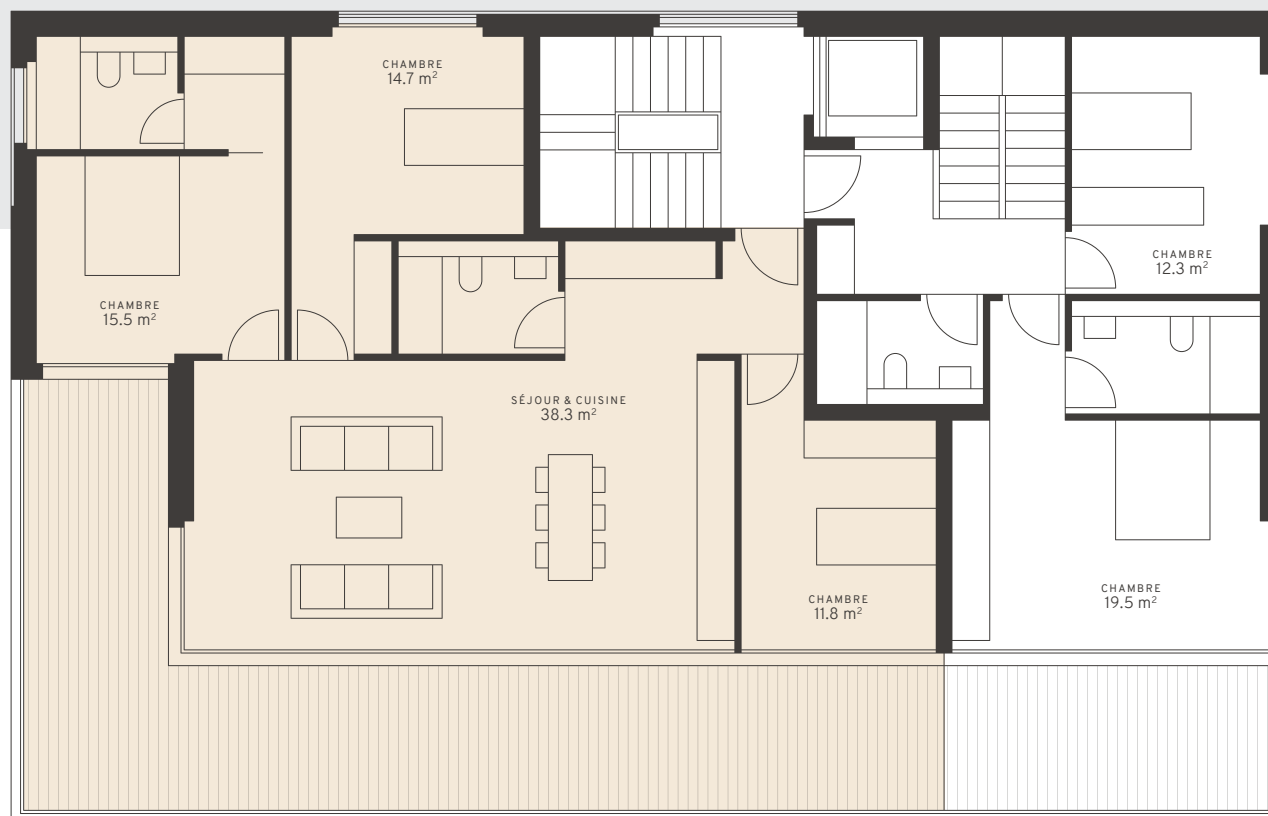 CHAMBRE
14.7 m²
CHAMBRE
15.5 m²
CHAMBRE
12.3 m²
SÉJOUR & CUISINE
38.3 m²
CHAMBRE
11.8 m²
CHAMBRE
19.5 m²